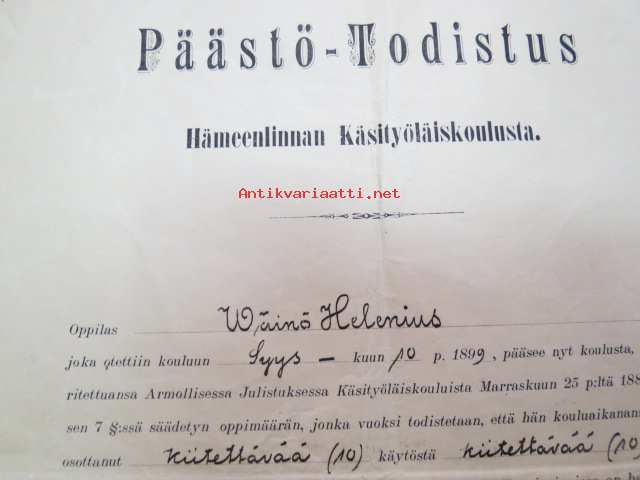 Päästö-Todistus
Hämeenlinnan Käsityöläiskoulusta.
Antikvariaatti.net
Oppilas Wäinö Helenius
joka otettiin kouluun Syys - kuun 10 p. 1899, pääsee nyt koulusta,
ritettuansa Armollisessa Julistuksessa Käsityöläiskouluista Marraskuun 25 p:ltä 188
sen 7 §:ssä säädetyn oppimäärän, jonka vuoksi todistetaan, että hän kouluaikanam
osottanut kiitettävää (10) käytöstä kiitettävää (10)